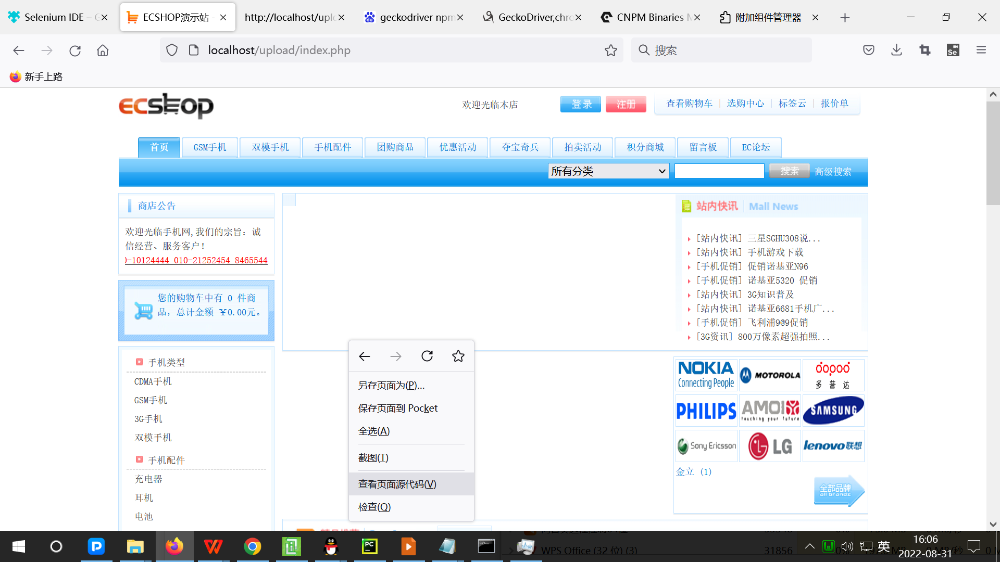 Selenium IDE – G
ECSHOP演示站 -
http://localhost/uplo
geckodriver npm
GeckoDriver,chro
CNPM Binaries M
附加组件管理器
localhost/upload/index.php
搜索
新手上路
ecshop
欢迎光临本店
登录
注册
查看购物车 | 选购中心 | 标签云 | 报价单
首页
GSM手机
双模手机
手机配件
团购商品
优惠活动
夺宝奇兵
拍卖活动
积分商城
留言板
EC论坛
所有分类
搜索
高级搜索
商店公告
欢迎光临手机网,我们的宗旨：诚
信经营、服务客户！
)-10124444 010-21252454 8465544
您的购物车中有 0 件商
品，总计金额 ￥0.00元。
手机类型
CDMA手机
GSM手机
3G手机
双模手机
手机配件
充电器
耳机
电池
站内快讯 Mall News
[站内快讯] 三星SGHU308说...
[站内快讯] 手机游戏下载
[手机促销] 促销诺基亚N96
[手机促销] 诺基亚5320 促销
[站内快讯] 3G知识普及
[站内快讯] 诺基亚6681手机广...
[手机促销] 飞利浦9@9促销
[3G资讯] 800万像素超强拍照...
另存页面为(P)...
保存页面到 Pocket
全选(A)
截图(T)
查看页面源代码(V)
检查(Q)
NOKIA
Connecting People
MOTOROLA
dopod
多普达
PHILIPS
AMOI
touching your future
SAMSUNG
Sony Ericsson
LG
lenovo联想
金立 (1)
全部品牌
all brands
WPS Office (32 位) (3)
31856
英
16:06
2022-08-31